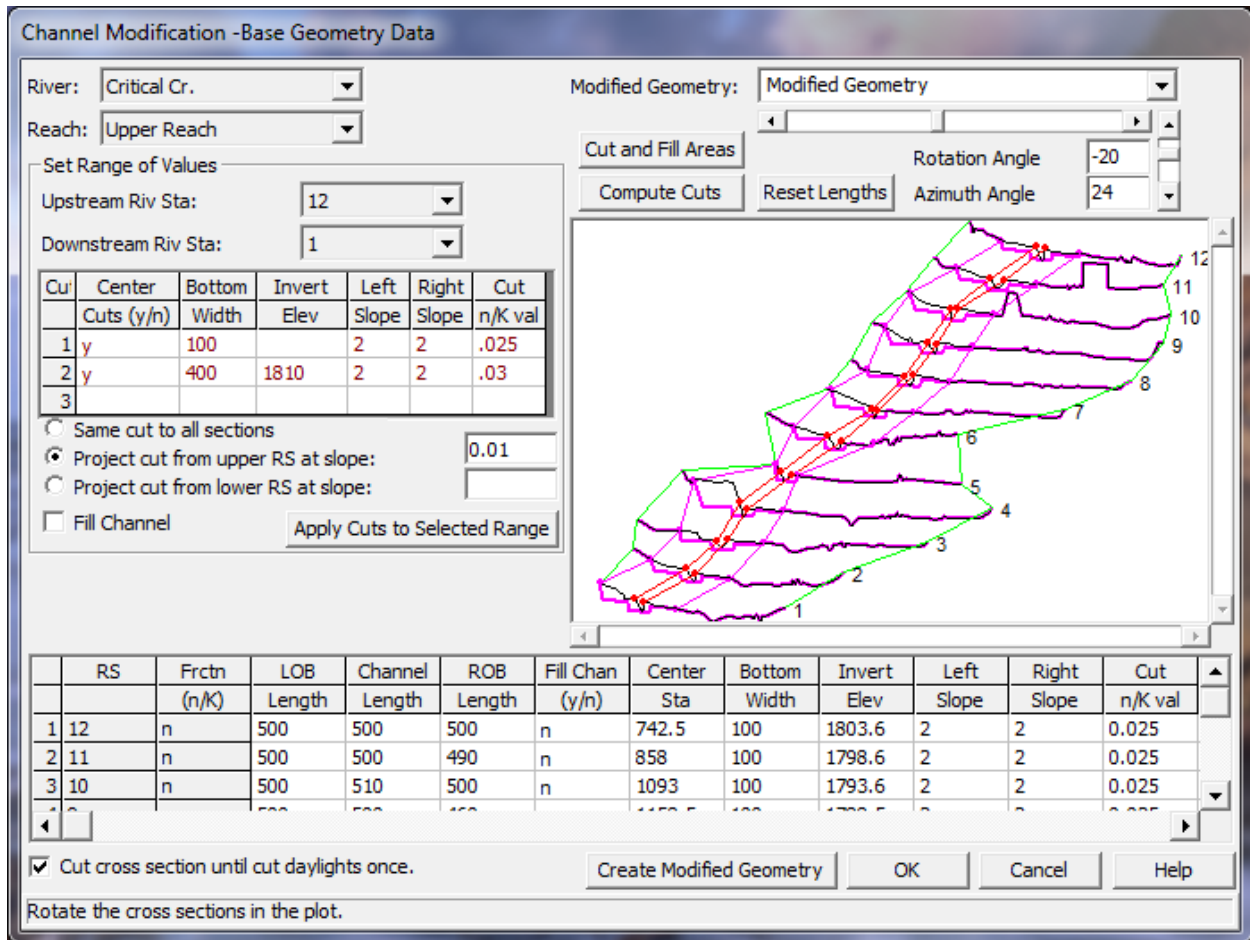 Channel Modification -Base Geometry Data
River: Critical Cr.
Reach: Upper Reach
Modified Geometry: Modified Geometry
Cut and Fill Areas
Compute Cuts
Reset Lengths
Rotation Angle -20
Azimuth Angle 24
Set Range of Values
Upstream Riv Sta: 12
Downstream Riv Sta: 1
Center Bottom Invert Left Right Cut
Cuts (y/n) Width Elev Slope Slope n/K val
1 y 100 2 2 .025
2 y 400 1810 2 2 .03
3
Same cut to all sections
Project cut from upper RS at slope: 0.01
Project cut from lower RS at slope:
Fill Channel
Apply Cuts to Selected Range
12
11
10
9
8
7
6
5
4
3
2
1
RS Frctn LOB Channel ROB Fill Chan Center Bottom Invert Left Right Cut
(n/K) Length Length Length (y/n) Sta Width Elev Slope Slope n/K val
1 12 n 500 500 500 n 742.5 100 1803.6 2 2 0.025
2 11 n 500 500 490 n 858 100 1798.6 2 2 0.025
3 10 n 500 510 500 n 1093 100 1793.6 2 2 0.025
Cut cross section until cut daylights once.
Create Modified Geometry
OK
Cancel
Help
Rotate the cross sections in the plot.